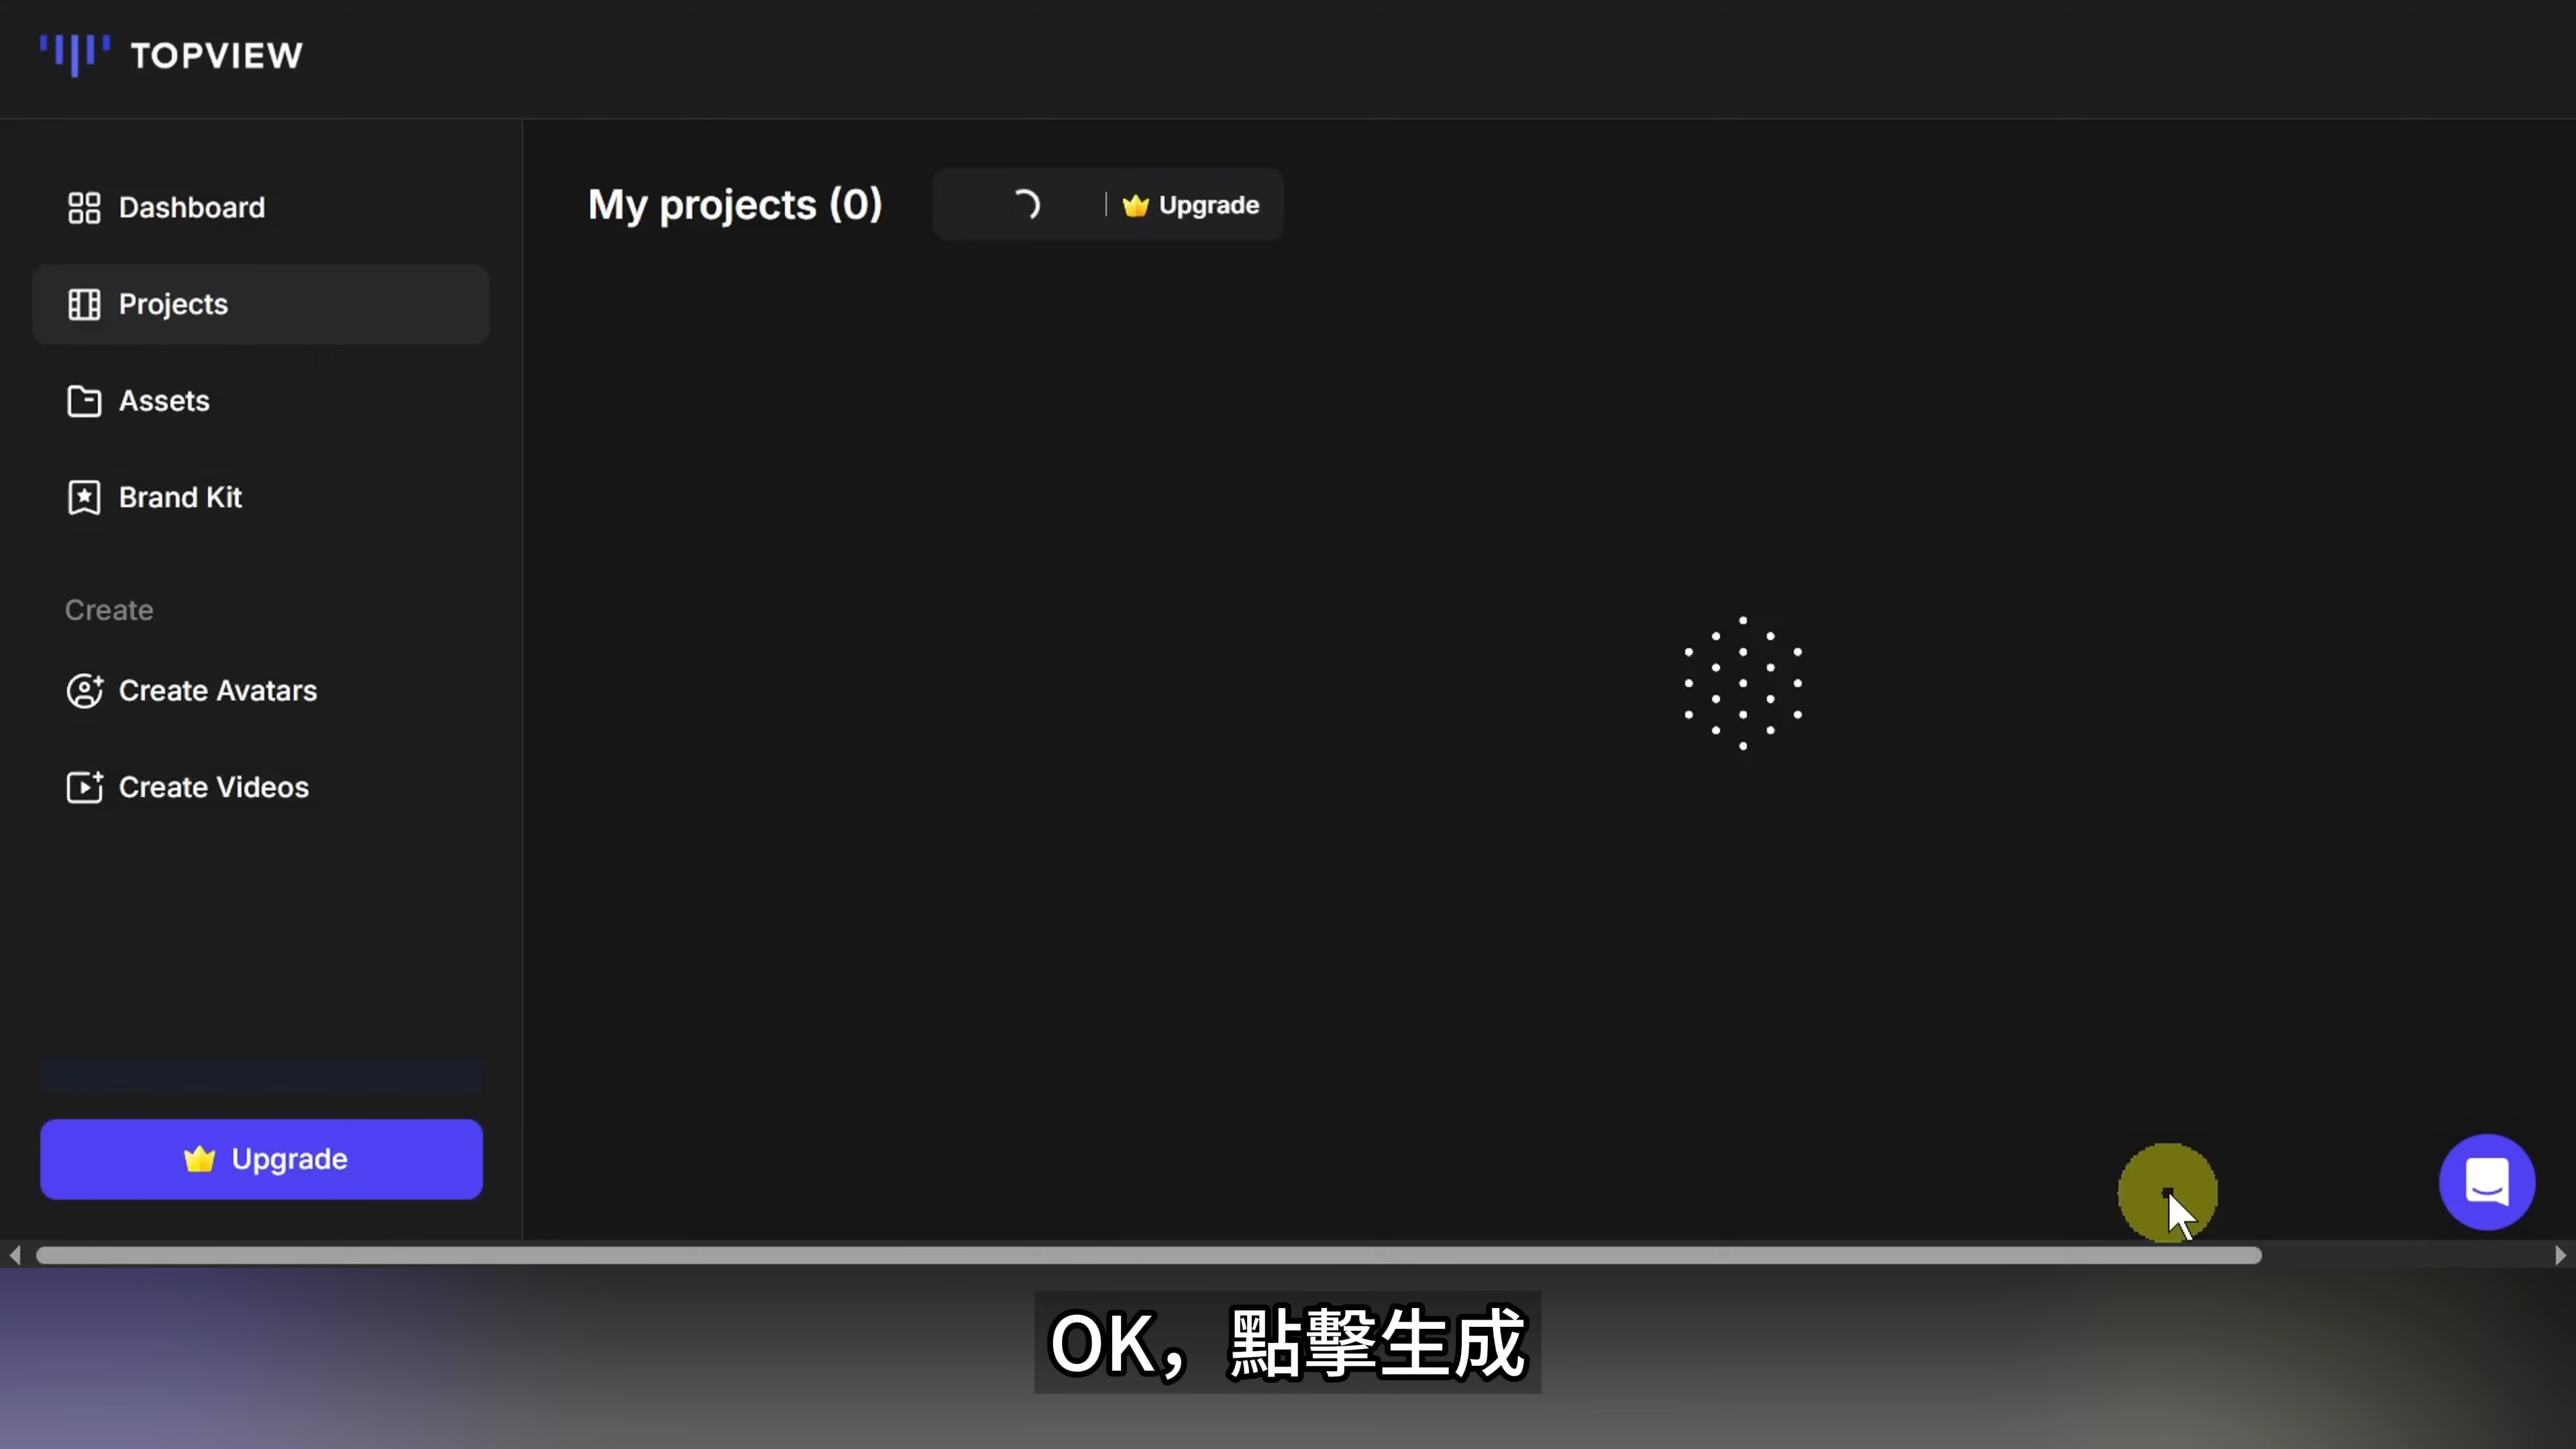 TOPVIEW
Dashboard
Projects
Assets
Brand Kit
Create
Create Avatars
Create Videos
Upgrade
My projects (0)
Upgrade
OK，點擊生成